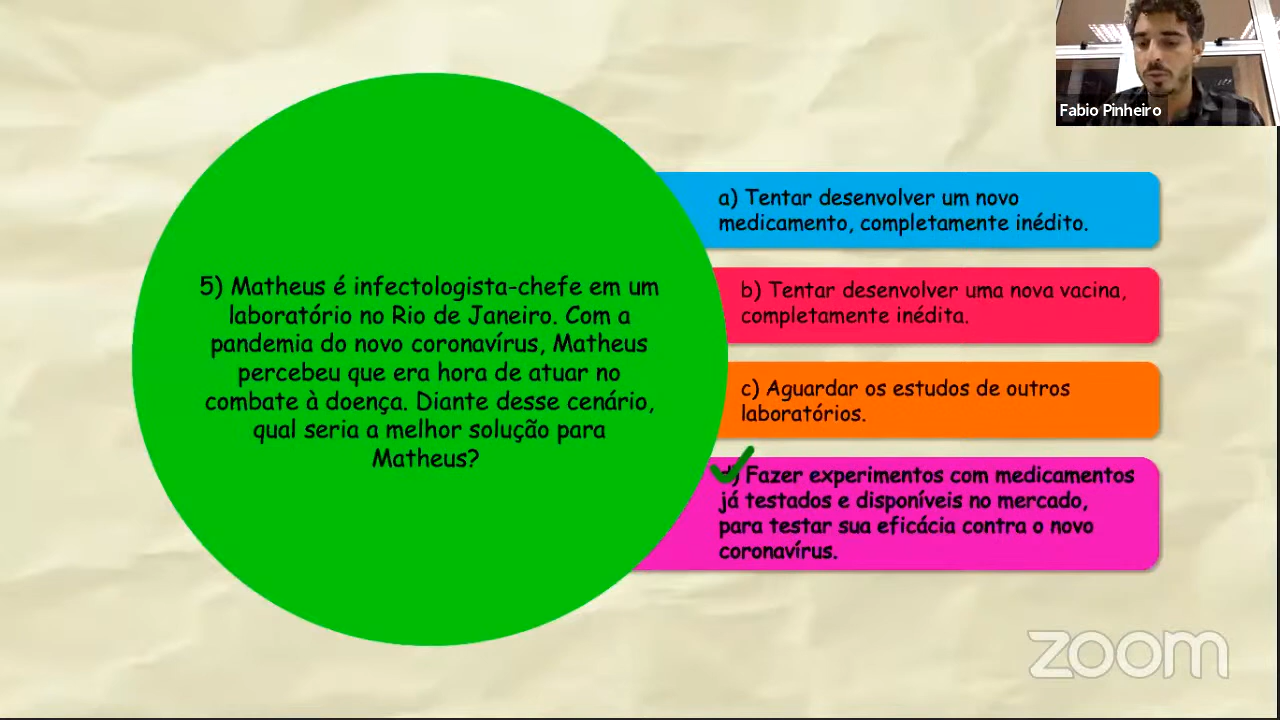 Fabio Pinheiro
5) Matheus é infectologista-chefe em um
laboratório no Rio de Janeiro. Com a
pandemia do novo coronavírus, Matheus
percebeu que era hora de atuar no
combate à doença. Diante desse cenário,
qual seria a melhor solução para
Matheus?
a) Tentar desenvolver um novo
medicamento, completamente inédito.
b) Tentar desenvolver uma nova vacina,
completamente inédita.
c) Aguardar os estudos de outros
laboratórios.
d) Fazer experimentos com medicamentos
já testados e disponíveis no mercado,
para testar sua eficácia contra o novo
coronavírus.
zoom